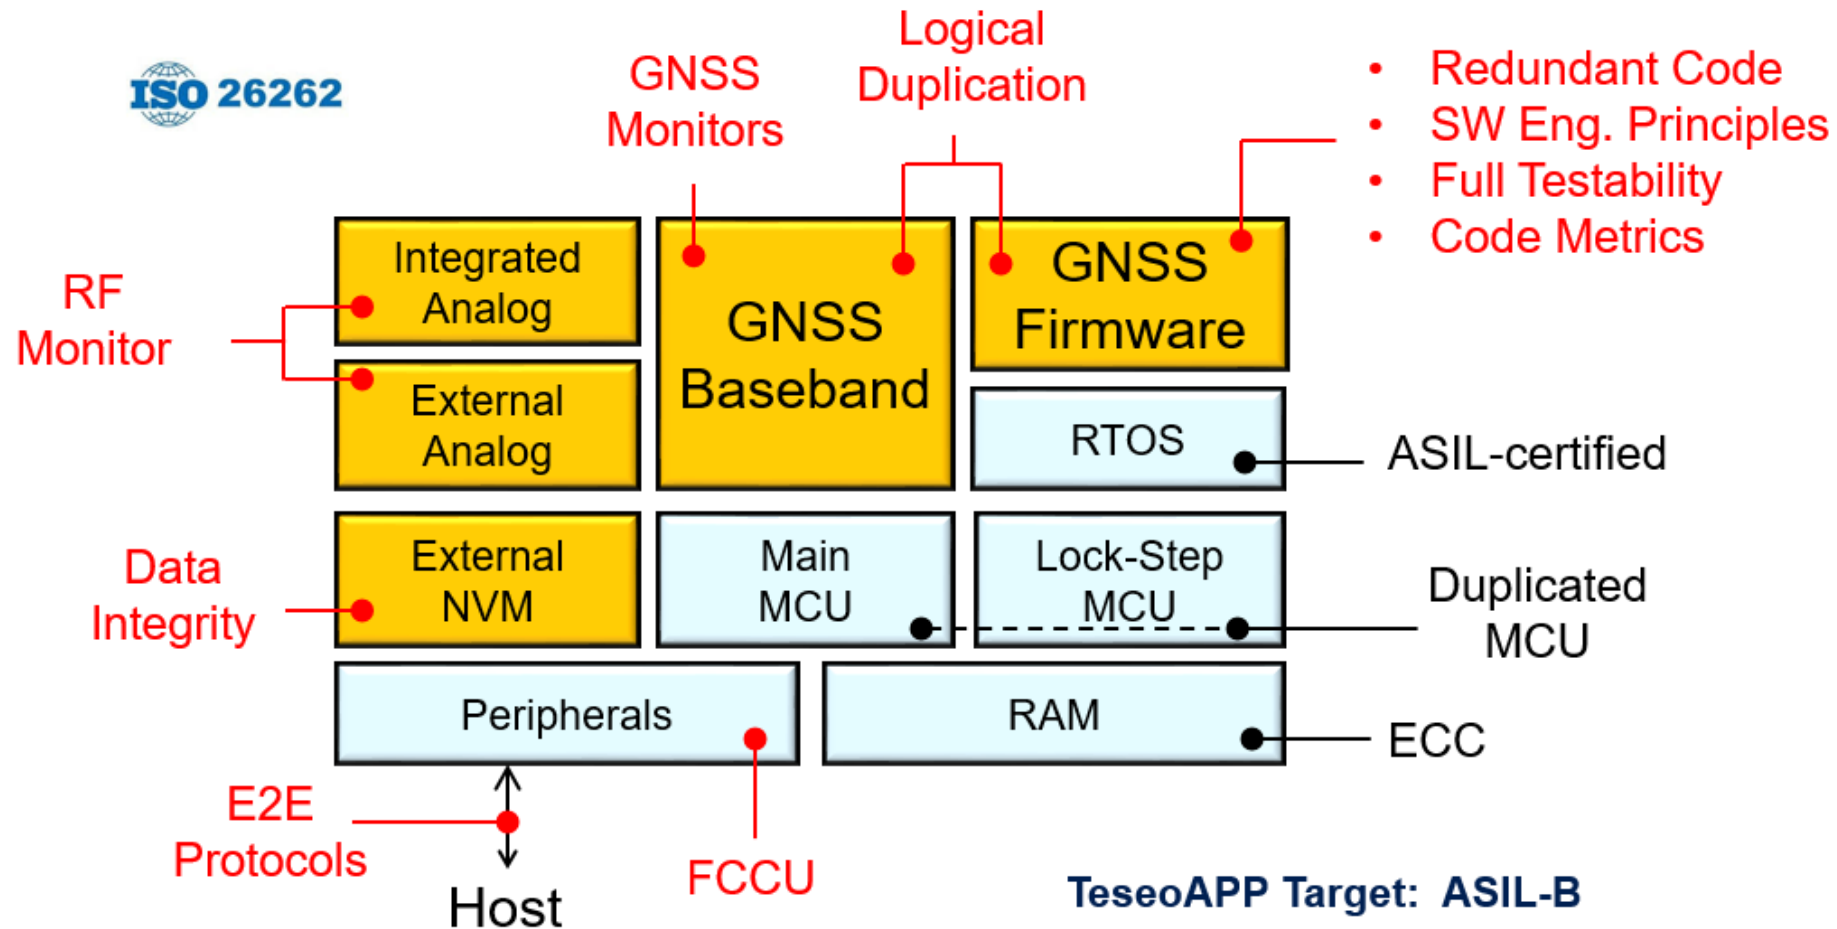 ISO 26262
GNSS
Monitors
Logical
Duplication
• Redundant Code
• SW Eng. Principles
• Full Testability
• Code Metrics
RF
Monitor
Integrated
Analog
External
Analog
GNSS
Baseband
GNSS
Firmware
RTOS
ASIL-certified
Data
Integrity
External
NVM
Main
MCU
Lock-Step
MCU
Duplicated
MCU
Peripherals
RAM
ECC
E2E
Protocols
Host
FCCU
TeseoAPP Target: ASIL-B